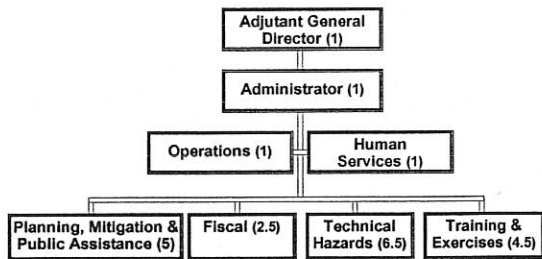 Adjutant General
Director (1)
Administrator (1)
Operations (1)
Human
Services (1)
Planning, Mitigation &
Public Assistance (5)
Fiscal (2.5)
Technical
Hazards (6.5)
Training &
Exercises (4.5)